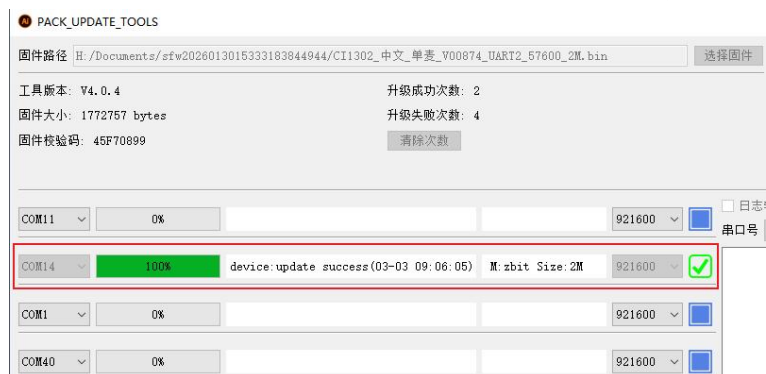 PACK_UPDATE_TOOLS
固件路径 H:/Documents/sfw2026013015333183844944/CI1302_中文_单麦_V00874_UART2_57600_2M.bin 选择固件
工具版本: V4.0.4 升级成功次数: 2
固件大小: 1772757 bytes 升级失败次数: 4
固件校验码: 45F70899 清除次数
日志
COM11 0% 921600
串口号
COM14 100% device:update success(03-03 09:06:05) M:zbit Size:2M 921600
COM1 0% 921600
COM40 0% 921600